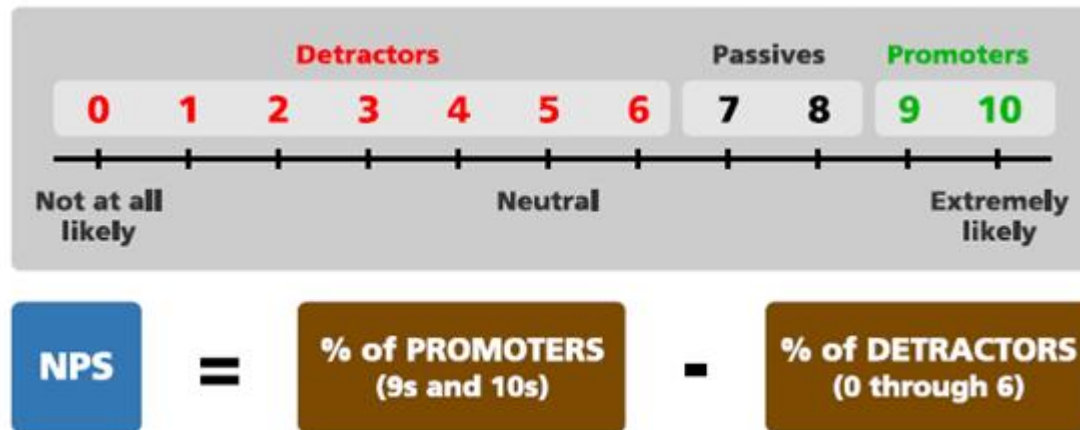 Detractors Passives Promoters
0 1 2 3 4 5 6 7 8 9 10
Not at all likely
Neutral
Extremely likely
NPS = % of PROMOTERS (9s and 10s) - % of DETRACTORS (0 through 6)